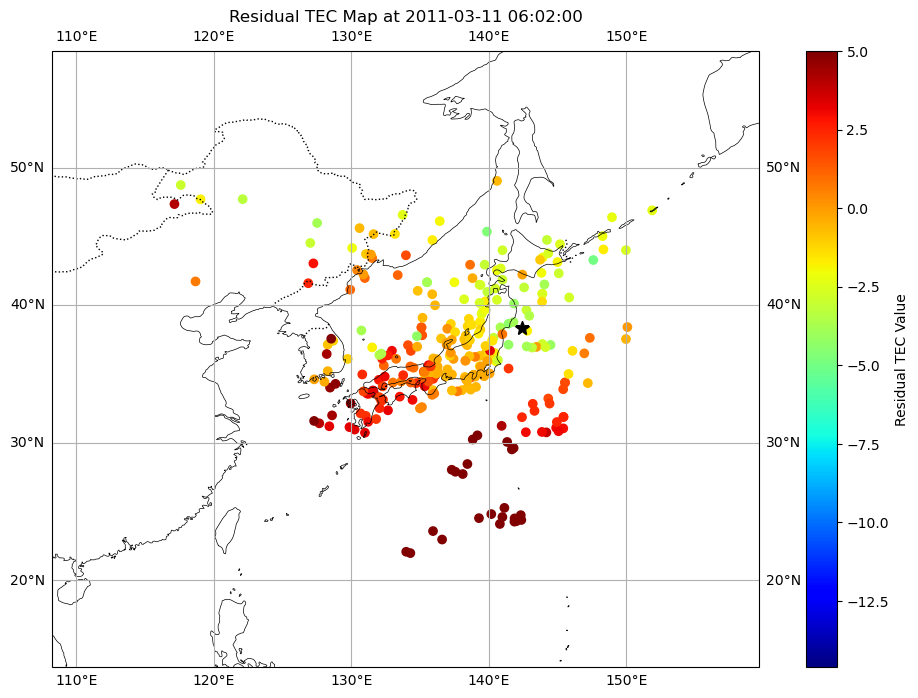 Residual TEC Map at 2011-03-11 06:02:00
110°E 120°E 130°E 140°E 150°E
50°N 50°N
40°N 40°N
30°N 30°N
20°N 20°N
110°E 120°E 130°E 140°E 150°E
5.0
2.5
0.0
−2.5
−5.0
−7.5
−10.0
−12.5
Residual TEC Value